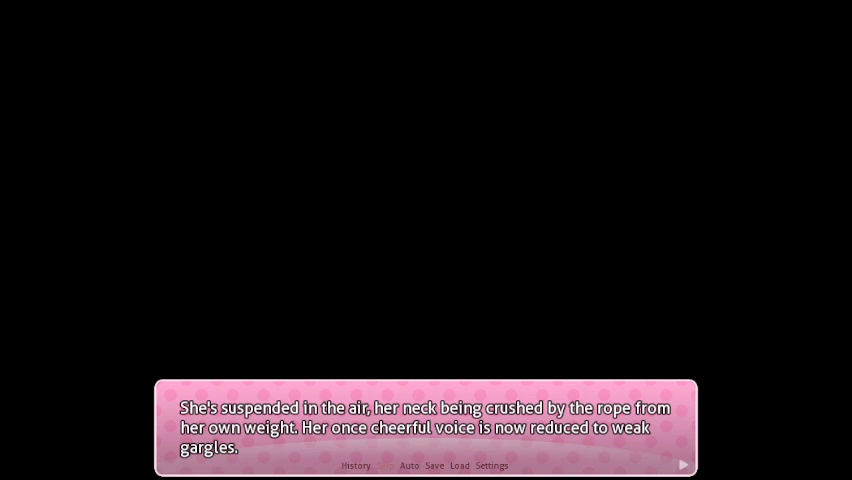 She's suspended in the air, her neck being crushed by the rope from
her own weight. Her once cheerful voice is now reduced to weak
gargles.
History Skip Auto Save Load Settings